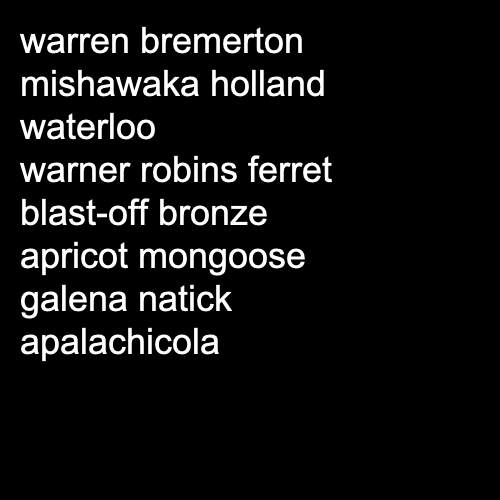 warren bremerton
mishawaka holland
waterloo
warner robins ferret
blast-off bronze
apricot mongoose
galena natick
apalachicola